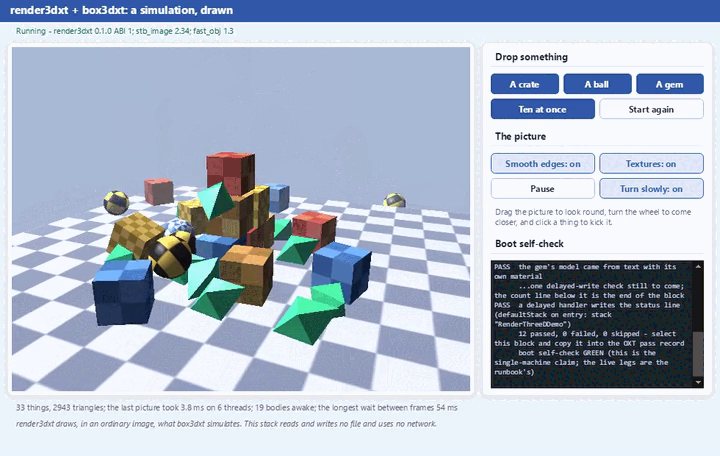 render3dxt + box3dxt: a simulation, drawn
Running - render3dxt 0.1.0 ABI 1; stb_image 2.34; fast_obj 1.3
Drop something
A crate
A ball
A gem
Ten at once
Start again
The picture
Smooth edges: on
Textures: on
Pause
Turn slowly: on
Drag the picture to look round, turn the wheel to come
closer, and click a thing to kick it.
Boot self-check
PASS the gem's model came from text with its
own material
...one delayed-write check still to come;
the count line below it is the end of the block
PASS a delayed handler writes the status line
(defaultStack on entry: stack
"RenderThreeDDemo")
12 passed, 0 failed, 0 skipped - select
this block and copy it into the OXT pass record
boot self-check GREEN (this is the
single-machine claim; the live legs are the
runbook's)
33 things, 2943 triangles; the last picture took 3.8 ms on 6 threads; 19 bodies awake; the longest wait between frames 54 ms
render3dxt draws, in an ordinary image, what box3dxt simulates. This stack reads and writes no file and uses no network.